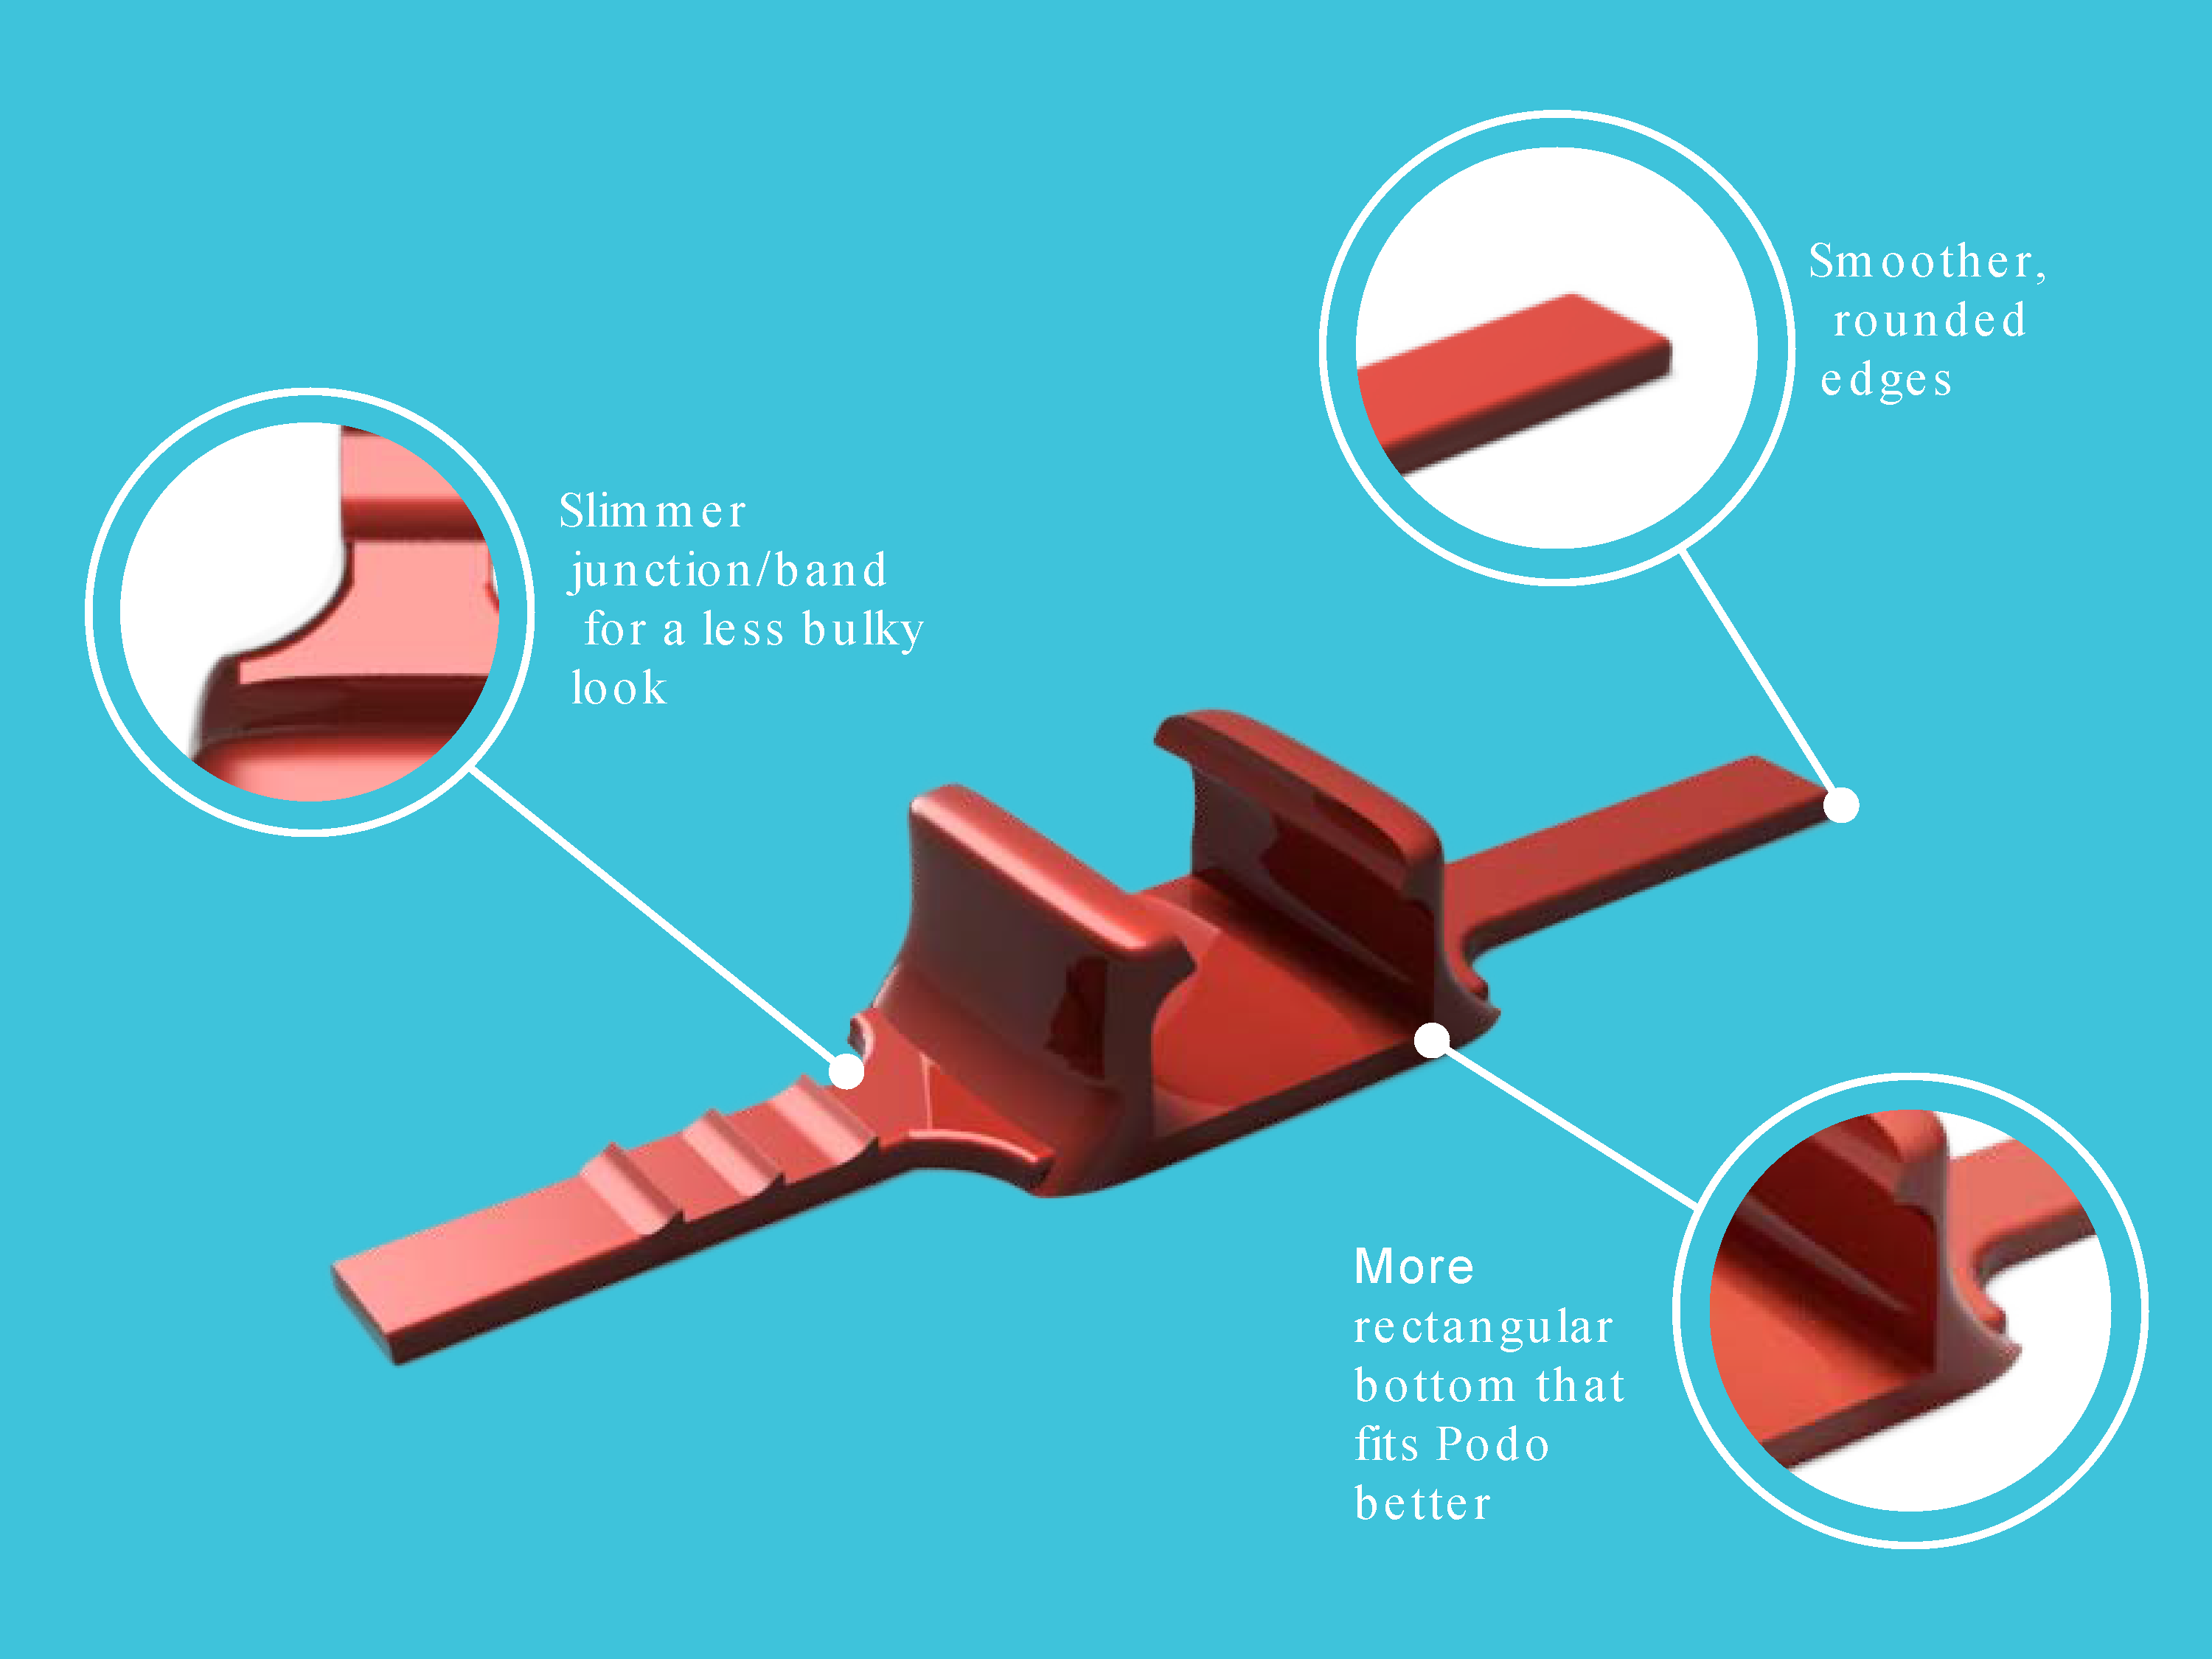 Smoother,
rounded
edges
Slimmer
junction/band
for a less bulky
look
More
rectangular
bottom that
fits Podo
better